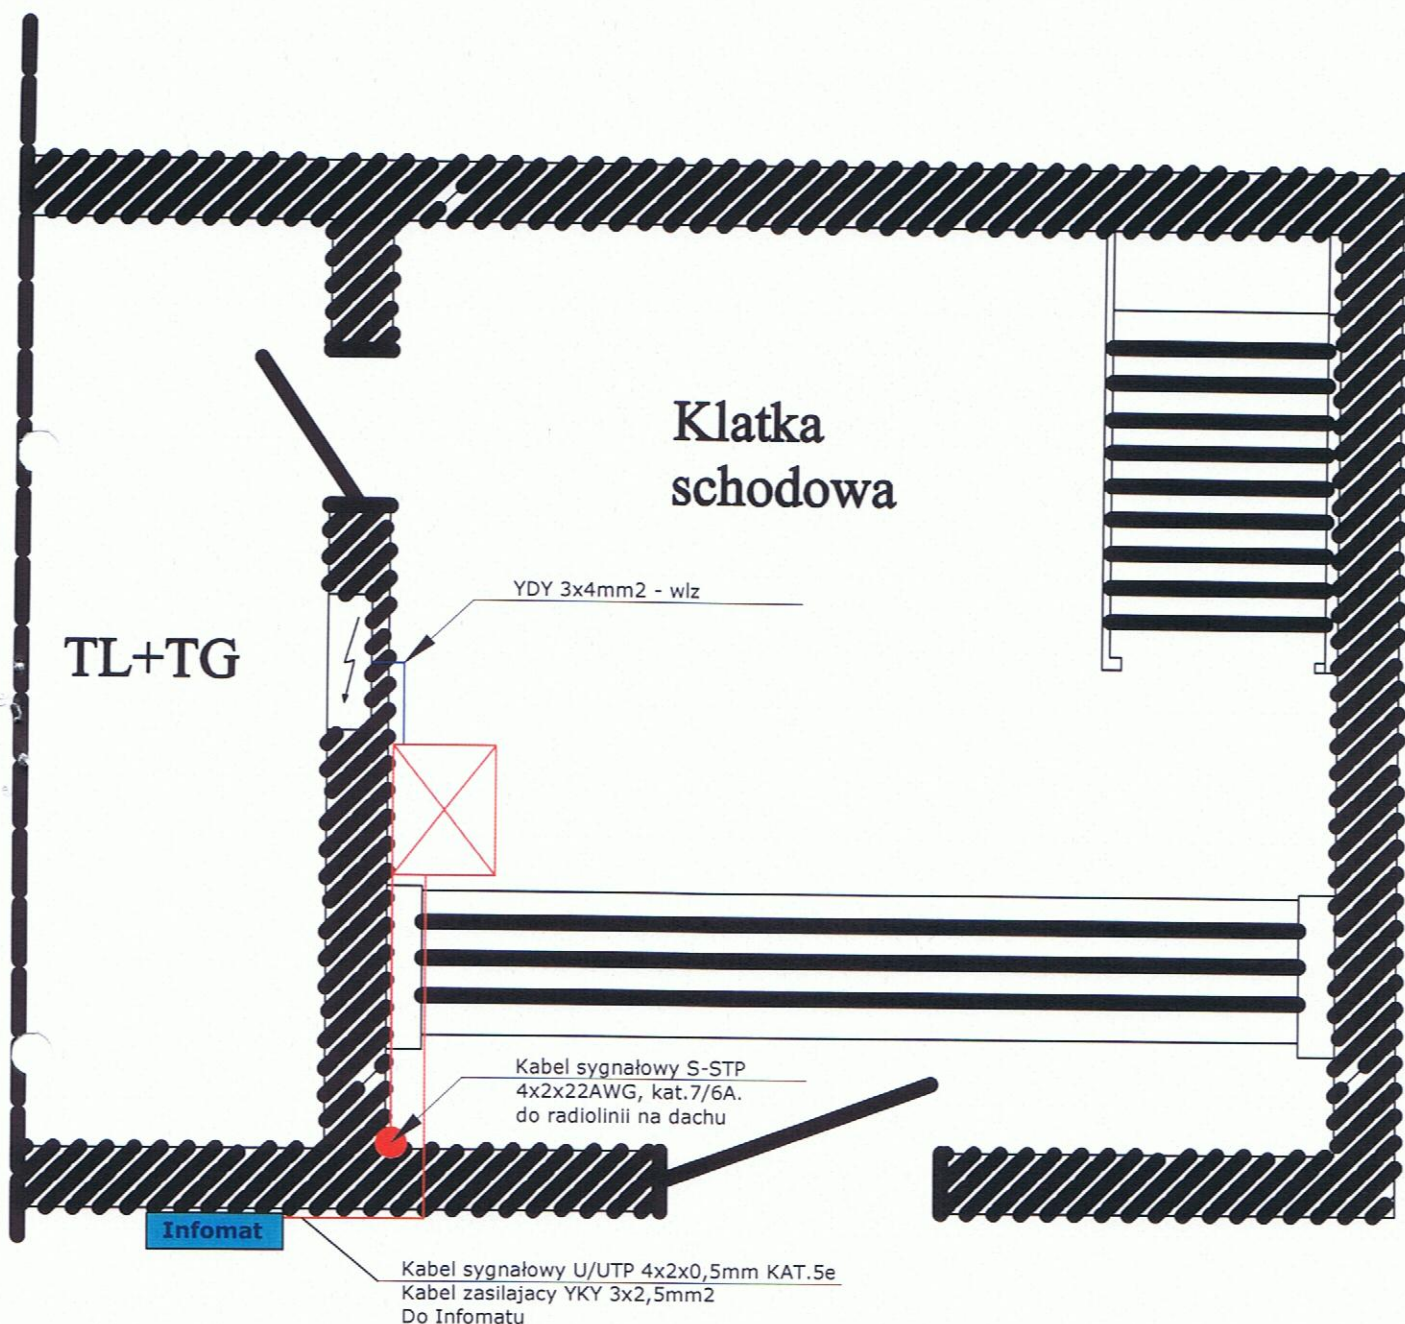 Klatka
schodowa
YDY 3x4mm2 - wlz
TL+TG
Kabel sygnałowy S-STP
4x2x22AWG, kat.7/6A.
do radiolinii na dachu
Infomat
Kabel sygnałowy U/UTP 4x2x0,5mm KAT.5e
Kabel zasilajacy YKY 3x2,5mm2
Do Infomatu